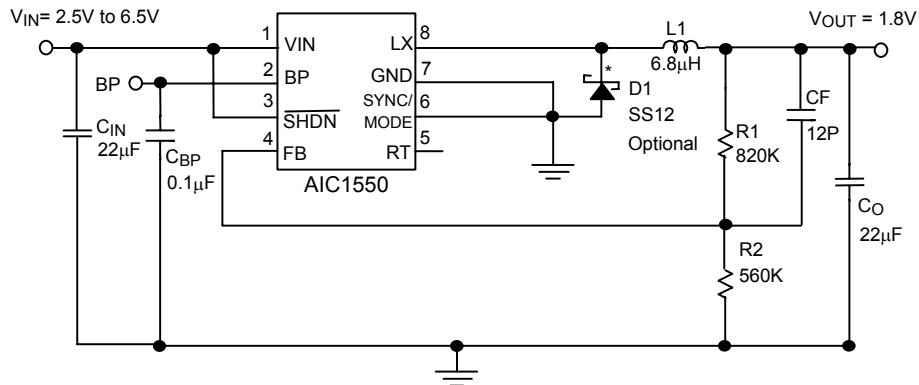 VIN= 2.5V to 6.5V
VOUT = 1.8V
1
VIN
LX
8
L1
6.8µH
BP
2
BP
GND
7
3
SHDN
SYNC/
MODE
6
4
FB
RT
5
AIC1550
CIN
22µF
CBP
0.1µF
*
D1
SS12
Optional
R1
820K
CF
12P
CO
22µF
R2
560K